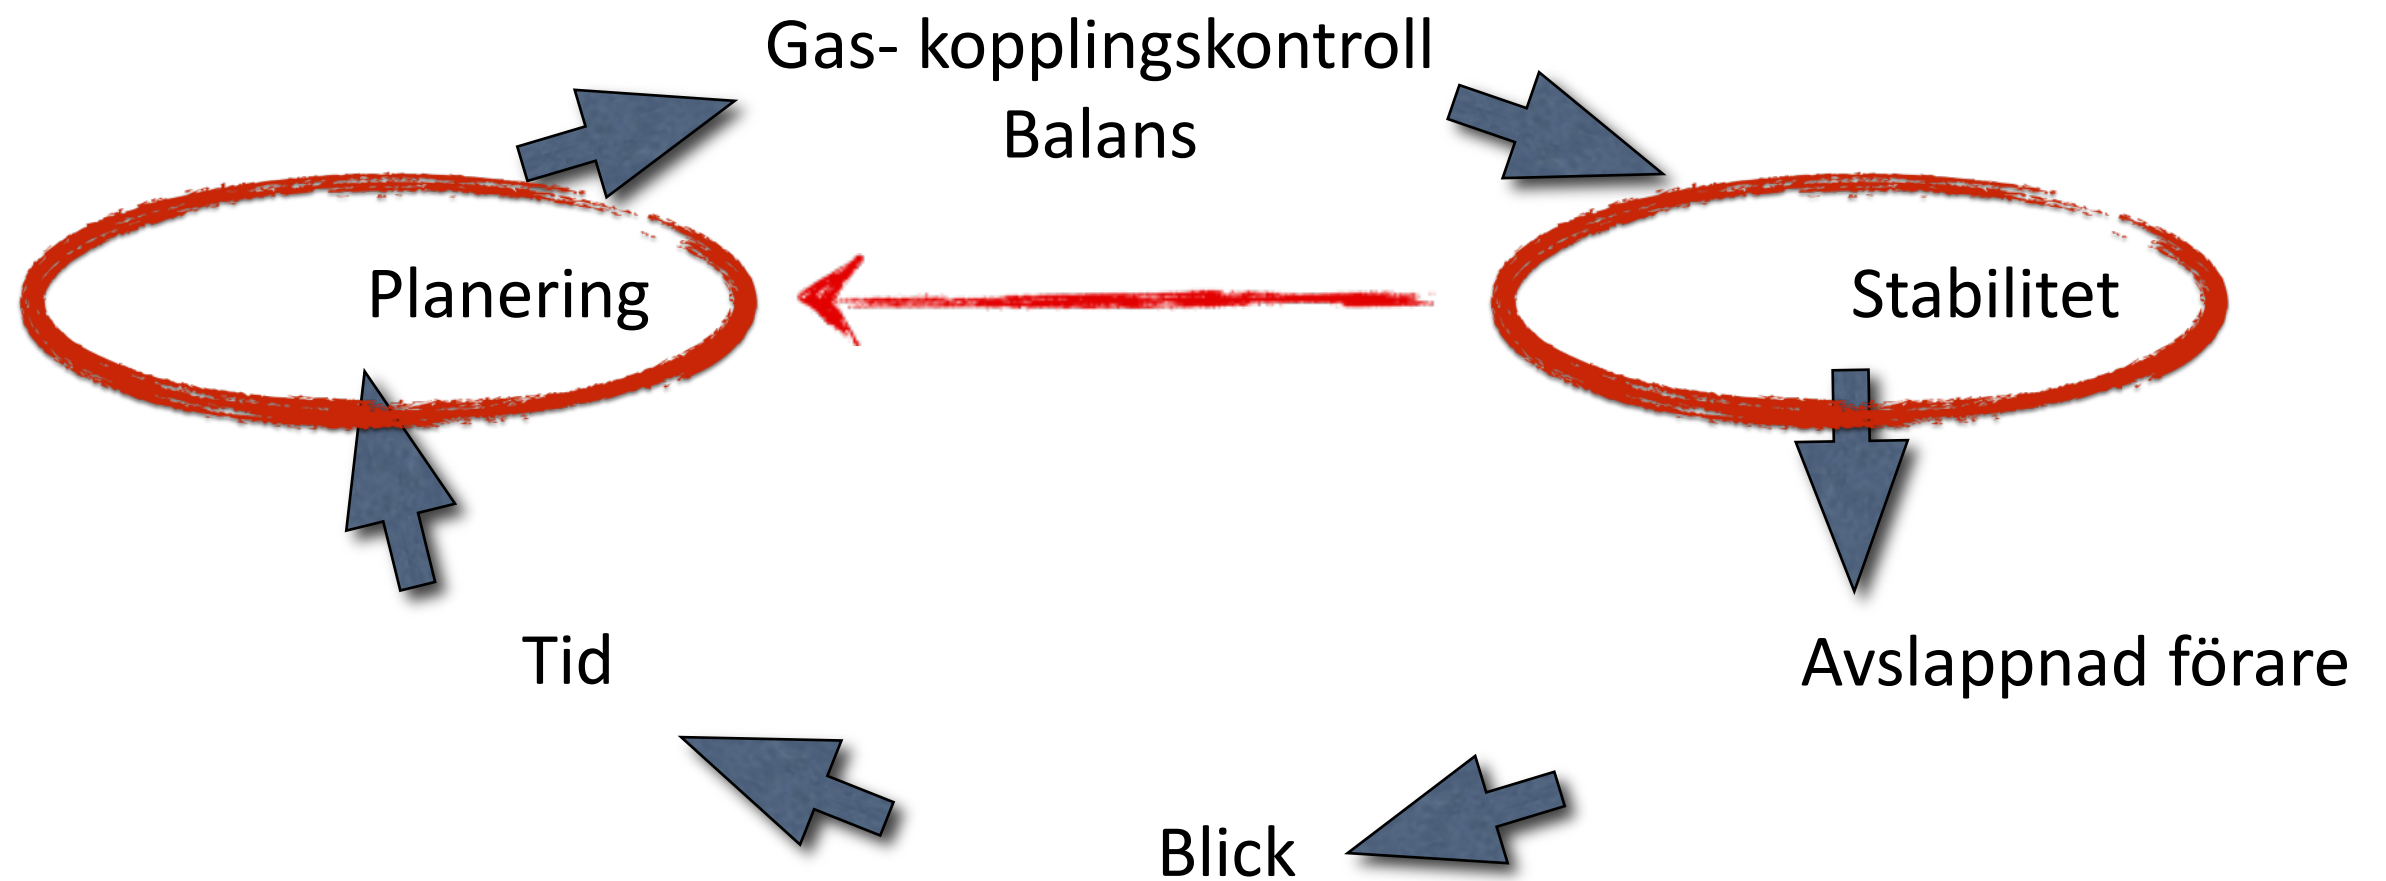 Gas- kopplingskontroll
Balans
Planering
Stabilitet
Tid
Avslappnad förare
Blick